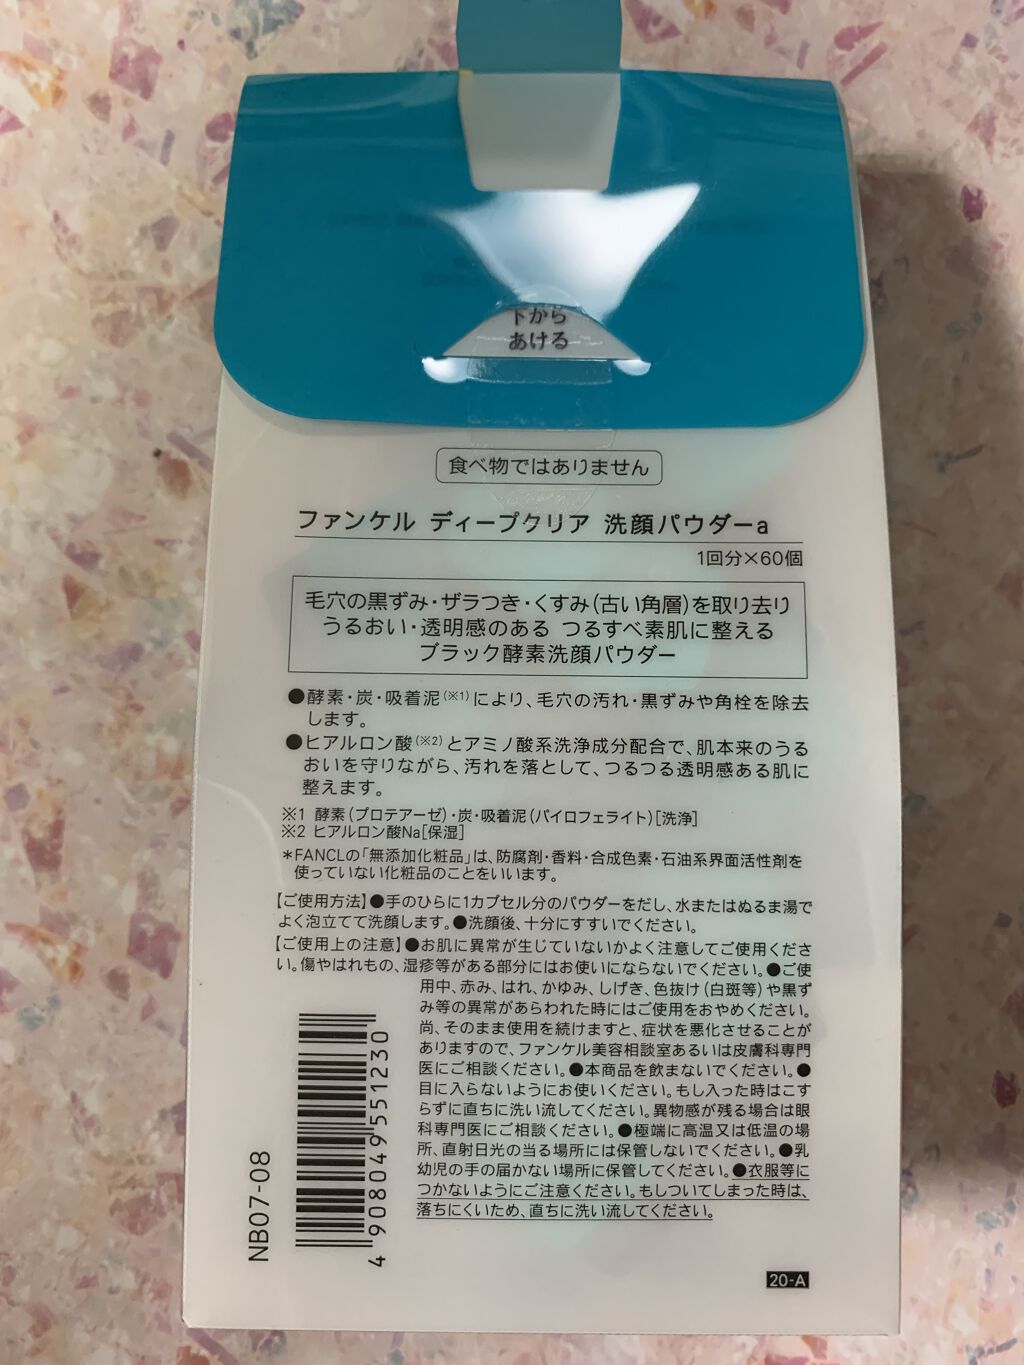 下から
あける
食べ物ではありません
ファンケル ディープクリア 洗顔パウダーa
1回分×60個
毛穴の黒ずみ・ザラつき・くすみ(古い角層)を取り去り
うるおい・透明感のある つるすべ素肌に整える
ブラック酵素洗顔パウダー
●酵素・炭・吸着泥(※1)により、毛穴の汚れ・黒ずみや角栓を除去
します。
●ヒアルロン酸(※2)とアミノ酸系洗浄成分配合で、肌本来のうる
おいを守りながら、汚れを落として、つるつる透明感ある肌に
整えます。
※1 酵素(プロテアーゼ)・炭・吸着泥(パイロフェライト)[洗浄]
※2 ヒアルロン酸Na[保湿]
*FANCLの「無添加化粧品」は、防腐剤・香料・合成色素・石油系界面活性剤を
使っていない化粧品のことをいいます。
【ご使用方法】●手のひらに1カプセル分のパウダーをだし、水またはぬるま湯で
よく泡立てて洗顔します。●洗顔後、十分にすすいでください。
【ご使用上の注意】●お肌に異常が生じていないかよく注意してご使用くださ
い。傷やはれもの、湿疹等がある部分にはお使いにならないでください。●ご使
用中、赤み、はれ、かゆみ、しげき、色抜け(白斑等)や黒ず
み等の異常があらわれた時にはご使用をおやめください。
尚、そのまま使用を続けますと、症状を悪化させることが
ありますので、ファンケル美容相談室あるいは皮膚科専門
医にご相談ください。●本商品を飲まないでください。●
目に入らないようにお使いください。もし入った時はこす
らずに直ちに洗い流してください。異物感が残る場合は眼
科専門医にご相談ください。●極端に高温又は低温の場
所、直射日光の当る場所には保管しないでください。●乳
幼児の手の届かない場所に保管してください。●衣服等に
つかないようにご注意ください。もしついてしまった時は、
落ちにくいため、直ちに洗い流してください。
4 908049 551230
NB07-08
20-A